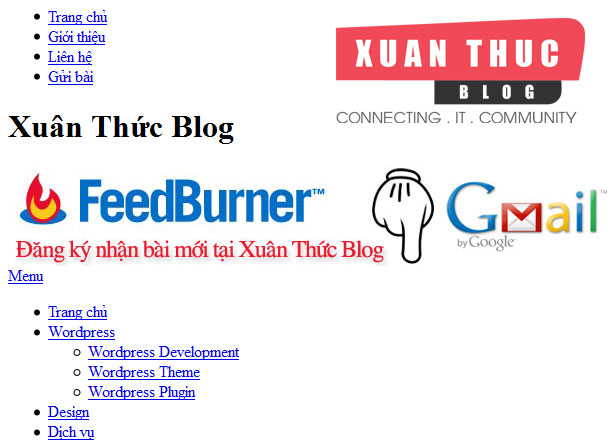 Trang chủ
Giới thiệu
Liên hệ
Gửi bài
XUAN THUC
BLOG
CONNECTING . IT . COMMUNITY
Xuân Thức Blog
FeedBurner™
Gmail™
by Google™
Đăng ký nhận bài mới tại Xuân Thức Blog
Menu
Trang chủ
Wordpress
Wordpress Development
Wordpress Theme
Wordpress Plugin
Design
Dịch vụ